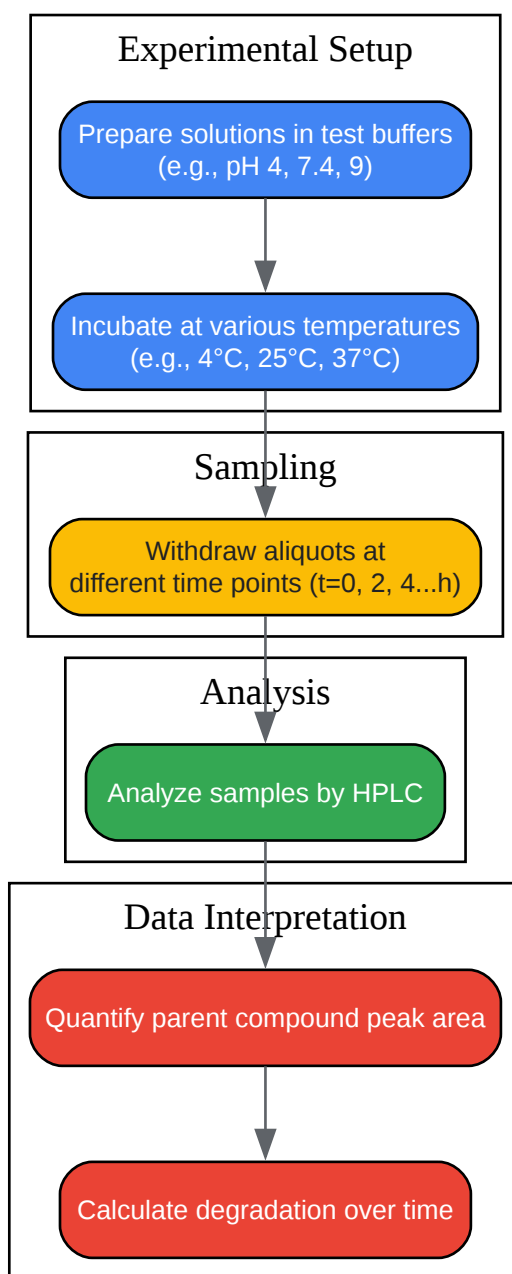 Experimental Setup
Prepare solutions in test buffers
(e.g., pH 4, 7.4, 9)
Incubate at various temperatures
(e.g., 4°C, 25°C, 37°C)
Sampling
Withdraw aliquots at
different time points (t=0, 2, 4...h)
Analysis
Analyze samples by HPLC
Data Interpretation
Quantify parent compound peak area
Calculate degradation over time